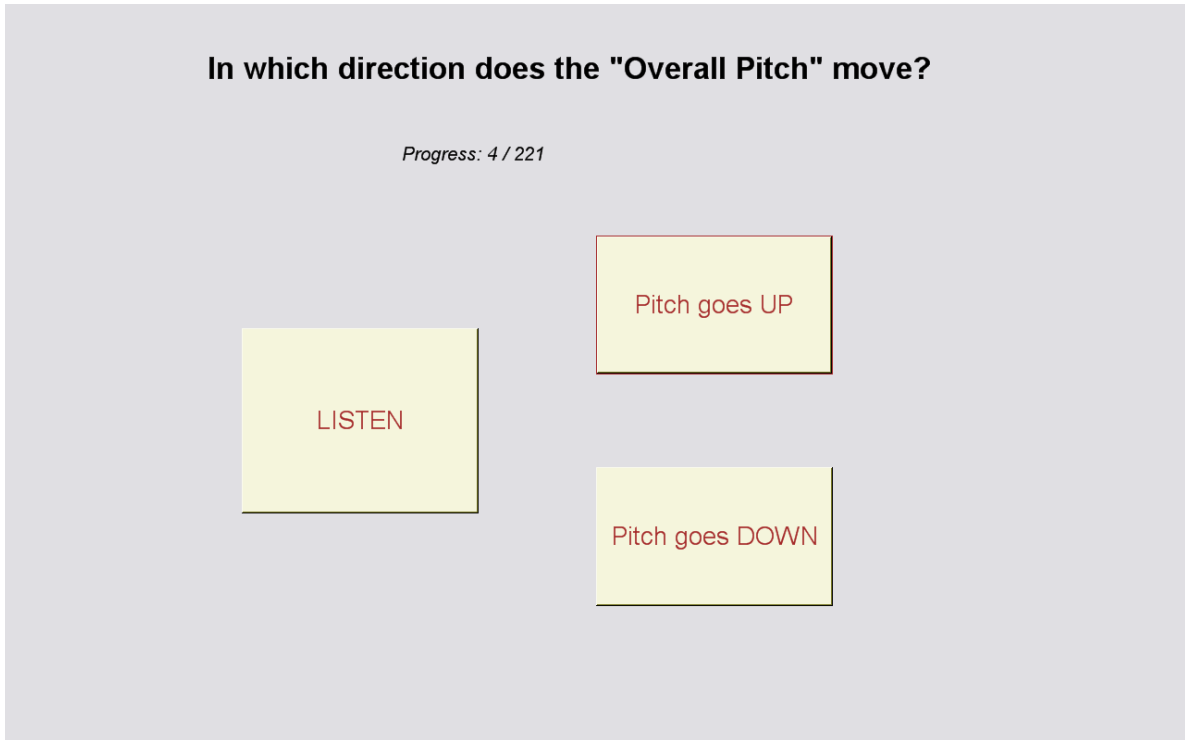 In which direction does the "Overall Pitch" move?
Progress: 4 / 221
Pitch goes UP
LISTEN
Pitch goes DOWN